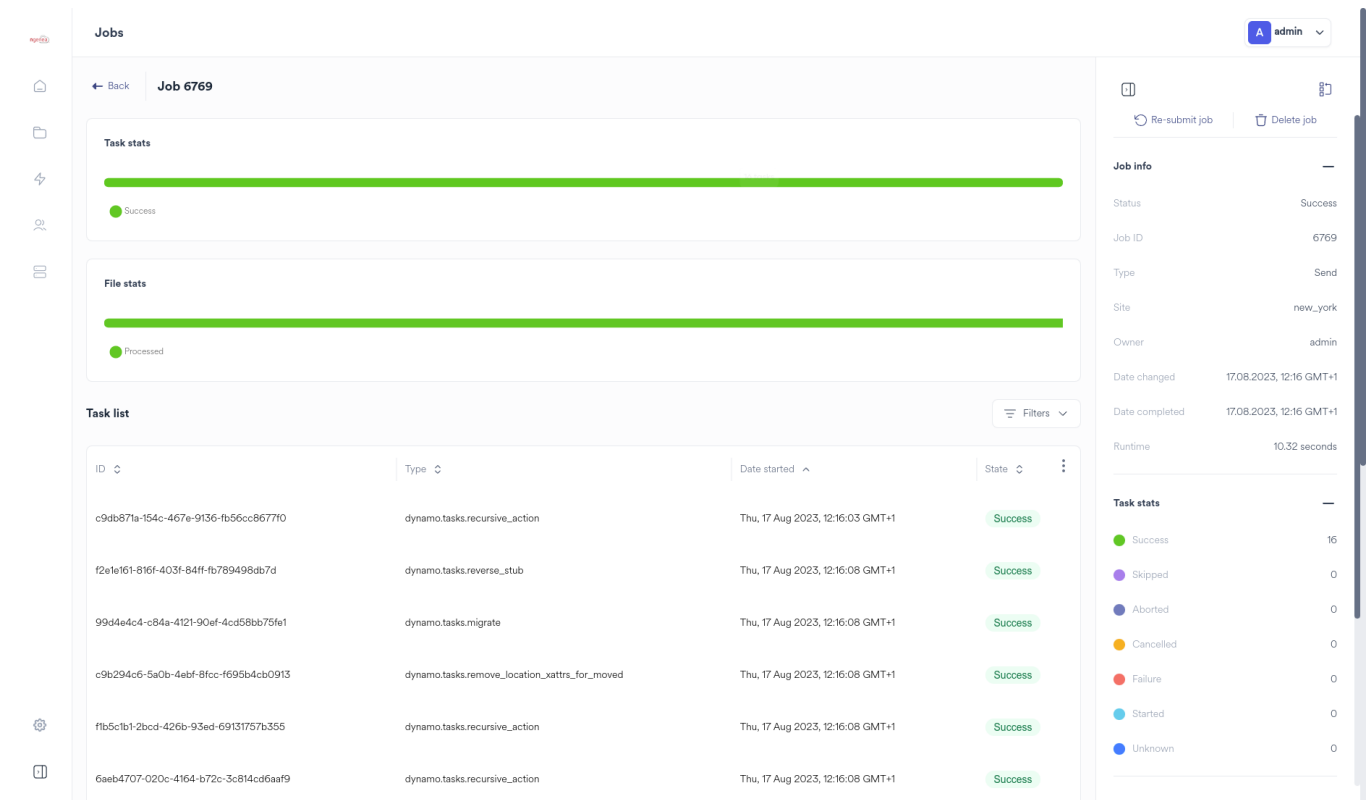 Jobs
A admin
Back
Job 6769
Task stats
Success
File stats
Processed
Task list
Filters
ID Type Date started State
c9db871a-154c-467e-9136-fb56cc8677f0 dynamo.tasks.recursive_action Thu, 17 Aug 2023, 12:16:03 GMT+1 Success
f2e1e161-816f-403f-84ff-fb789498db7d dynamo.tasks.reverse_stub Thu, 17 Aug 2023, 12:16:08 GMT+1 Success
99d4e4c4-c84a-4121-90ef-4cd58bb75fe1 dynamo.tasks.migrate Thu, 17 Aug 2023, 12:16:08 GMT+1 Success
c9b294c6-5a0b-4ebf-8fcc-f695b4cb0913 dynamo.tasks.remove_location_xattrs_for_moved Thu, 17 Aug 2023, 12:16:08 GMT+1 Success
f1b5c1b1-2bcd-426b-93ed-69131757b355 dynamo.tasks.recursive_action Thu, 17 Aug 2023, 12:16:08 GMT+1 Success
6aeb4707-020c-4164-b72c-3c814cd6aaf9 dynamo.tasks.recursive_action Thu, 17 Aug 2023, 12:16:08 GMT+1 Success
Re-submit job
Delete job
Job info
Status Success
Job ID 6769
Type Send
Site new_york
Owner admin
Date changed 17.08.2023, 12:16 GMT+1
Date completed 17.08.2023, 12:16 GMT+1
Runtime 10.32 seconds
Task stats
Success 16
Skipped 0
Aborted 0
Cancelled 0
Failure 0
Started 0
Unknown 0